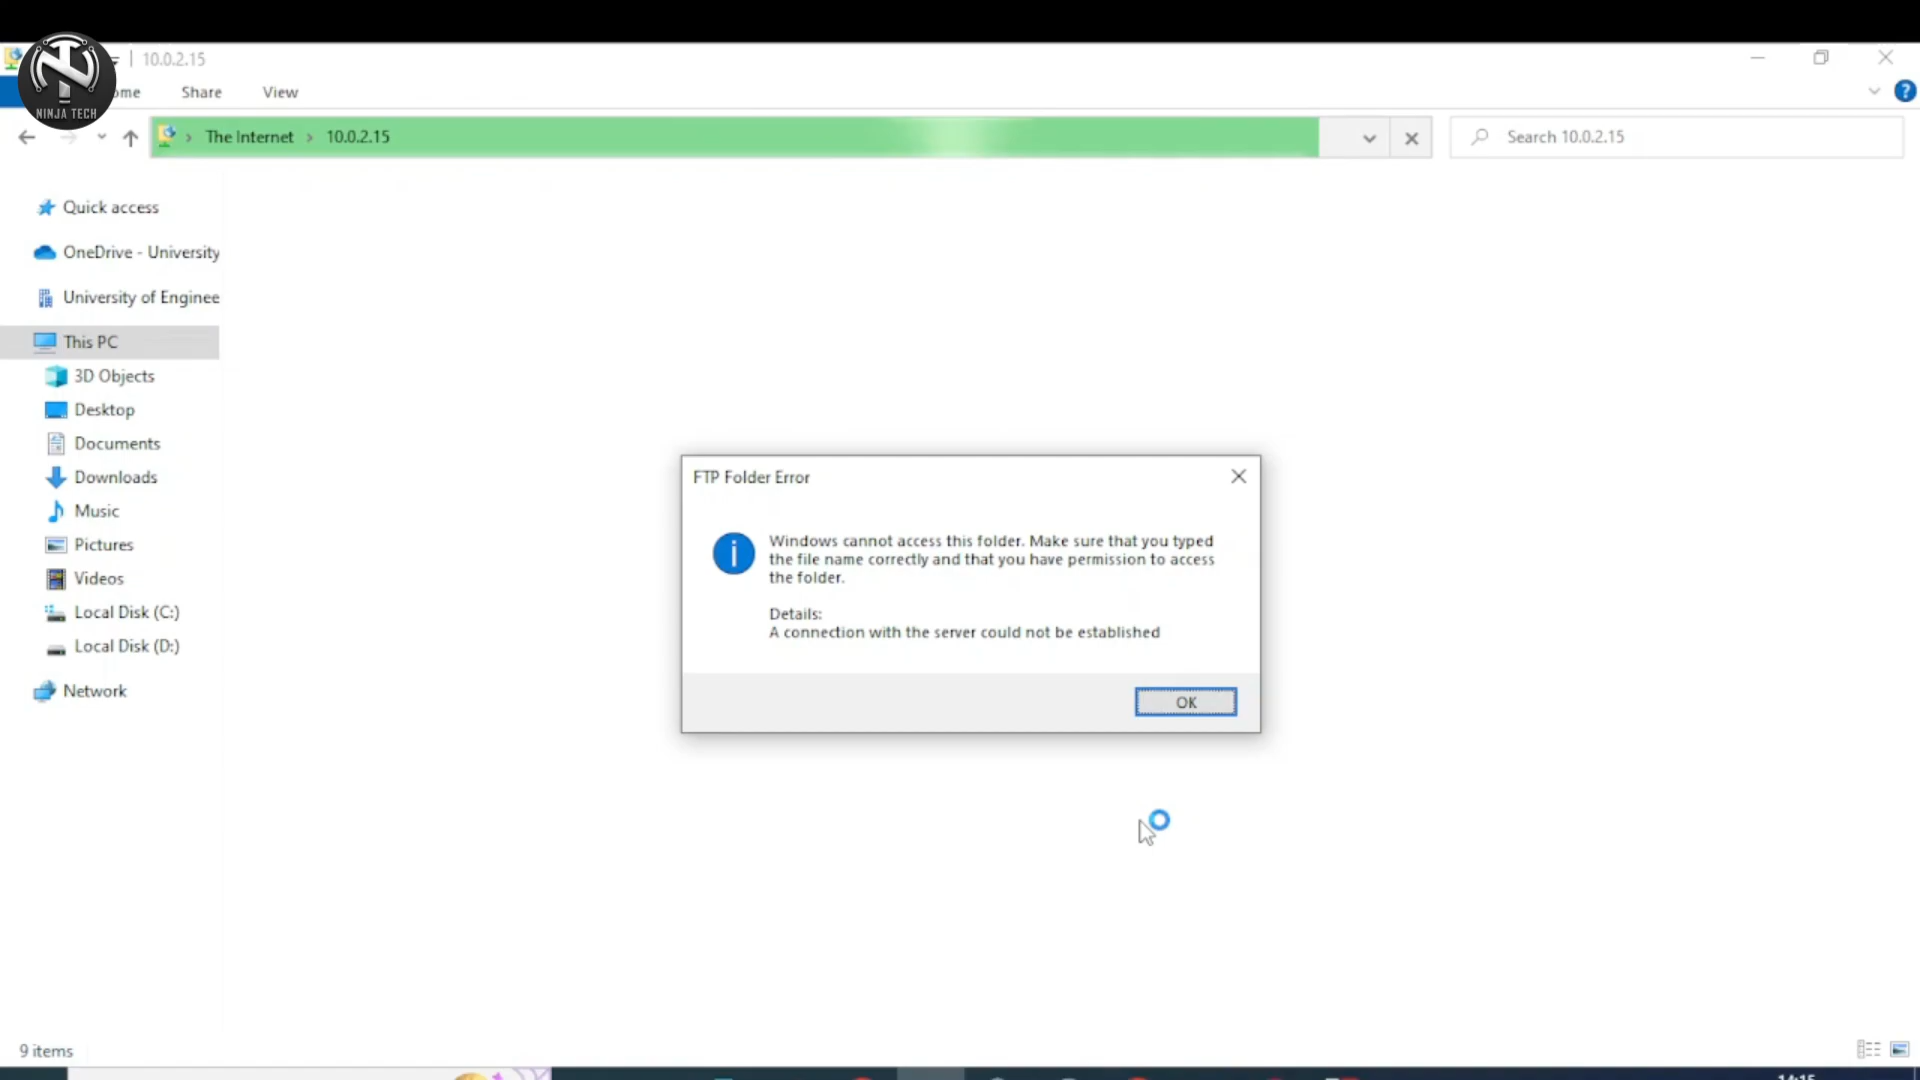 10.0.2.15
NINJA TECH
Share
View
The Internet
10.0.2.15
Search 10.0.2.15
Quick access
OneDrive - University
University of Enginee
This PC
3D Objects
Desktop
Documents
Downloads
Music
Pictures
Videos
Local Disk (C:)
Local Disk (D:)
Network
FTP Folder Error
Windows cannot access this folder. Make sure that you typed
the file name correctly and that you have permission to access
the folder.
Details:
A connection with the server could not be established
OK
9 items